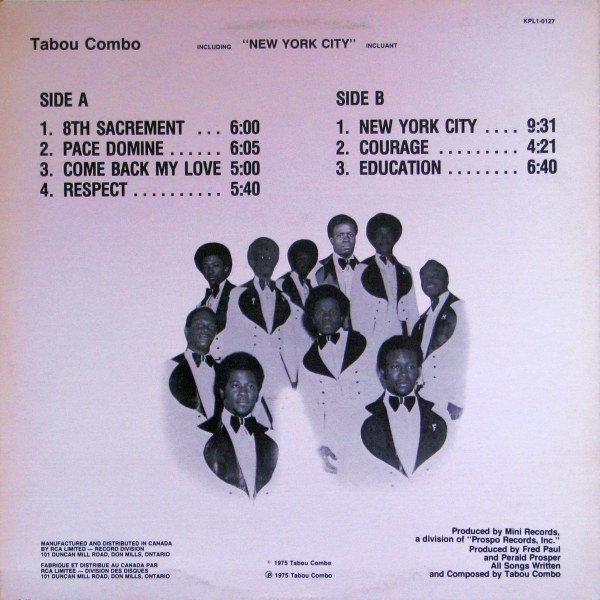 KPL1-0127
Tabou Combo INCLUDING "NEW YORK CITY" INCLUANT
SIDE A
1. 8TH SACREMENT ... 6:00
2. PACE DOMINE ...... 6:05
3. COME BACK MY LOVE 5:00
4. RESPECT .......... 5:40
SIDE B
1. NEW YORK CITY .... 9:31
2. COURAGE ......... 4:21
3. EDUCATION ........ 6:40
MANUFACTURED AND DISTRIBUTED IN CANADA
BY RCA LIMITED — RECORD DIVISION
101 DUNCAN MILL ROAD, DON MILLS, ONTARIO
FABRIQUE ET DISTRIBUE AU CANADA PAR
RCA LIMITEE — DIVISION DES DISQUES
101 DUNCAN MILL ROAD, DON MILLS, ONTARIO
© 1975 Tabou Combo
℗ 1975 Tabou Combo
Produced by Mini Records,
a division of "Prospo Records, Inc."
Produced by Fred Paul
and Perald Prosper
All Songs Written
and Composed by Tabou Combo